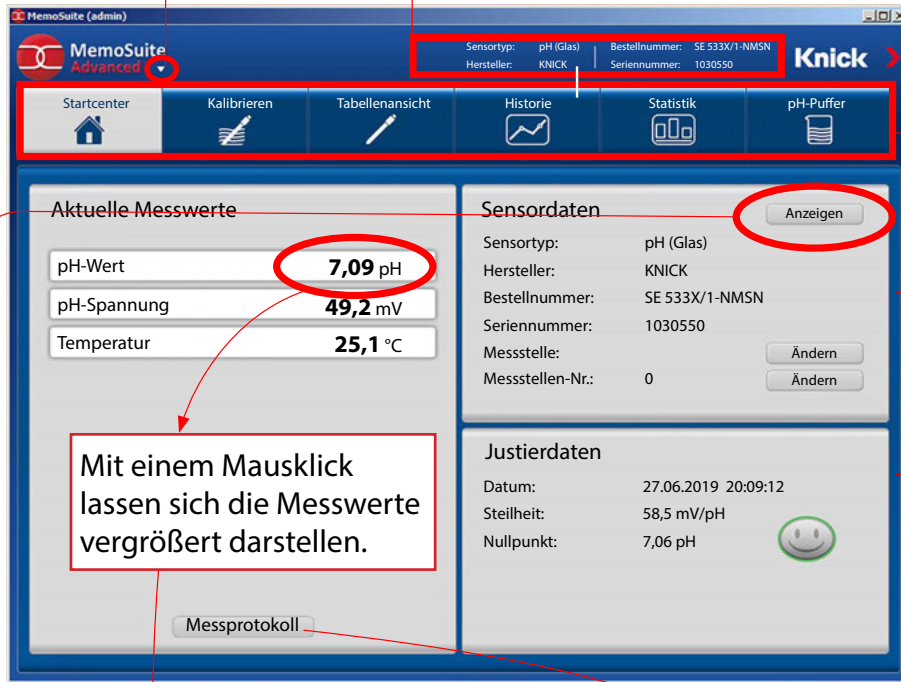 MemoSuite (admin)
MemoSuite
Advanced
Sensortyp: pH (Glas) Bestellnummer: SE 533X/1-NMSN
Hersteller: KNICK Seriennummer: 1030550
Knick
Startcenter Kalibrieren Tabellenansicht Historie Statistik pH-Puffer
Aktuelle Messwerte
pH-Wert 7,09 pH
pH-Spannung 49,2 mV
Temperatur 25,1 °C
Mit einem Mausklick
lassen sich die Messwerte
vergrößert darstellen.
Messprotokoll
Sensordaten Anzeigen
Sensortyp: pH (Glas)
Hersteller: KNICK
Bestellnummer: SE 533X/1-NMSN
Seriennummer: 1030550
Messstelle: Ändern
Messstellen-Nr.: 0 Ändern
Justierdaten
Datum: 27.06.2019 20:09:12
Steilheit: 58,5 mV/pH
Nullpunkt: 7,06 pH